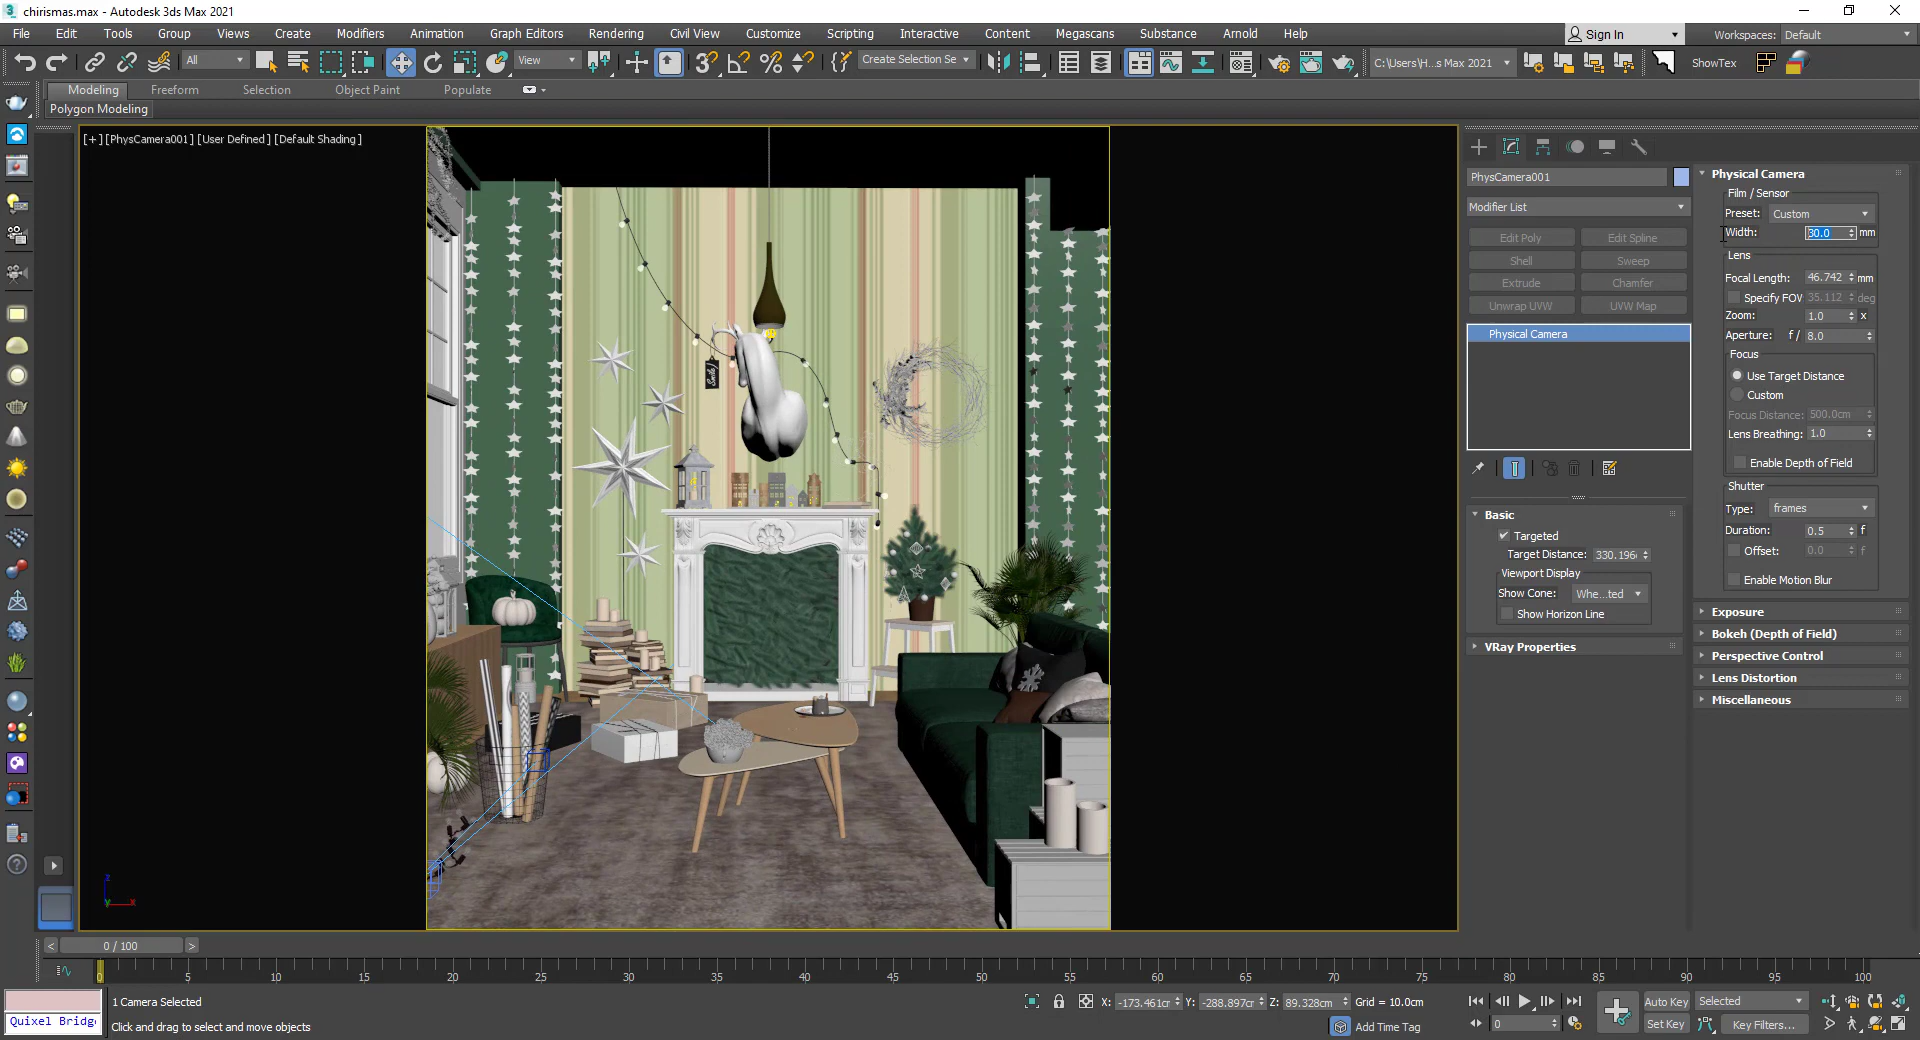 chirismas.max - Autodesk 3ds Max 2021
File Edit Tools Group Views Create Modifiers Animation Graph Editors Rendering Civil View Customize Scripting Interactive Content Megascans Substance Arnold Help Sign In Workspaces: Default
All View Create Selection Se C:\Users\H...s Max 2021 ShowTex
Modeling Freeform Selection Object Paint Populate
Polygon Modeling
[+] [PhysCamera001] [User Defined] [Default Shading]
Smile!
PhysCamera001
Modifier List
Edit Poly Edit Spline
Shell Sweep
Extrude Chamfer
Unwrap UVW UVW Map
Physical Camera
Basic
Targeted
Target Distance: 330.196
Viewport Display
Show Cone: Whe...ted
Show Horizon Line
VRay Properties
Physical Camera
Film / Sensor
Preset: Custom
Width: 30.0 mm
Lens
Focal Length: 46.742 mm
Specify FOV 35.112 deg
Zoom: 1.0 x
Aperture: f / 8.0
Focus
Use Target Distance
Custom
Focus Distance: 500.0cm
Lens Breathing: 1.0
Enable Depth of Field
Shutter
Type: frames
Duration: 0.5 f
Offset: 0.0 f
Enable Motion Blur
Exposure
Bokeh (Depth of Field)
Perspective Control
Lens Distortion
Miscellaneous
z
y x
< 0 / 100 >
0 5 10 15 20 25 30 35 40 45 50 55 60 65 70 75 80 85 90 95 100
1 Camera Selected X: -173.461cr Y: -288.897cr Z: 89.328cm Grid = 10.0cm Auto Key Selected
Quixel Bridg Click and drag to select and move objects Add Time Tag 0 Set Key Key Filters...